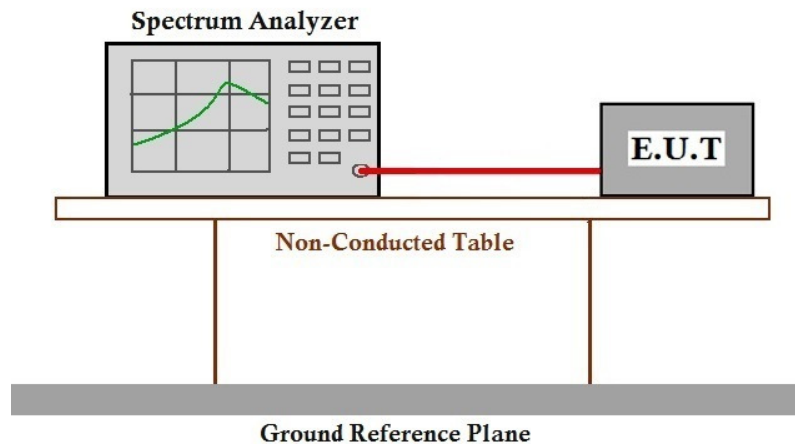 Spectrum Analyzer
E.U.T
Non-Conducted Table
Ground Reference Plane